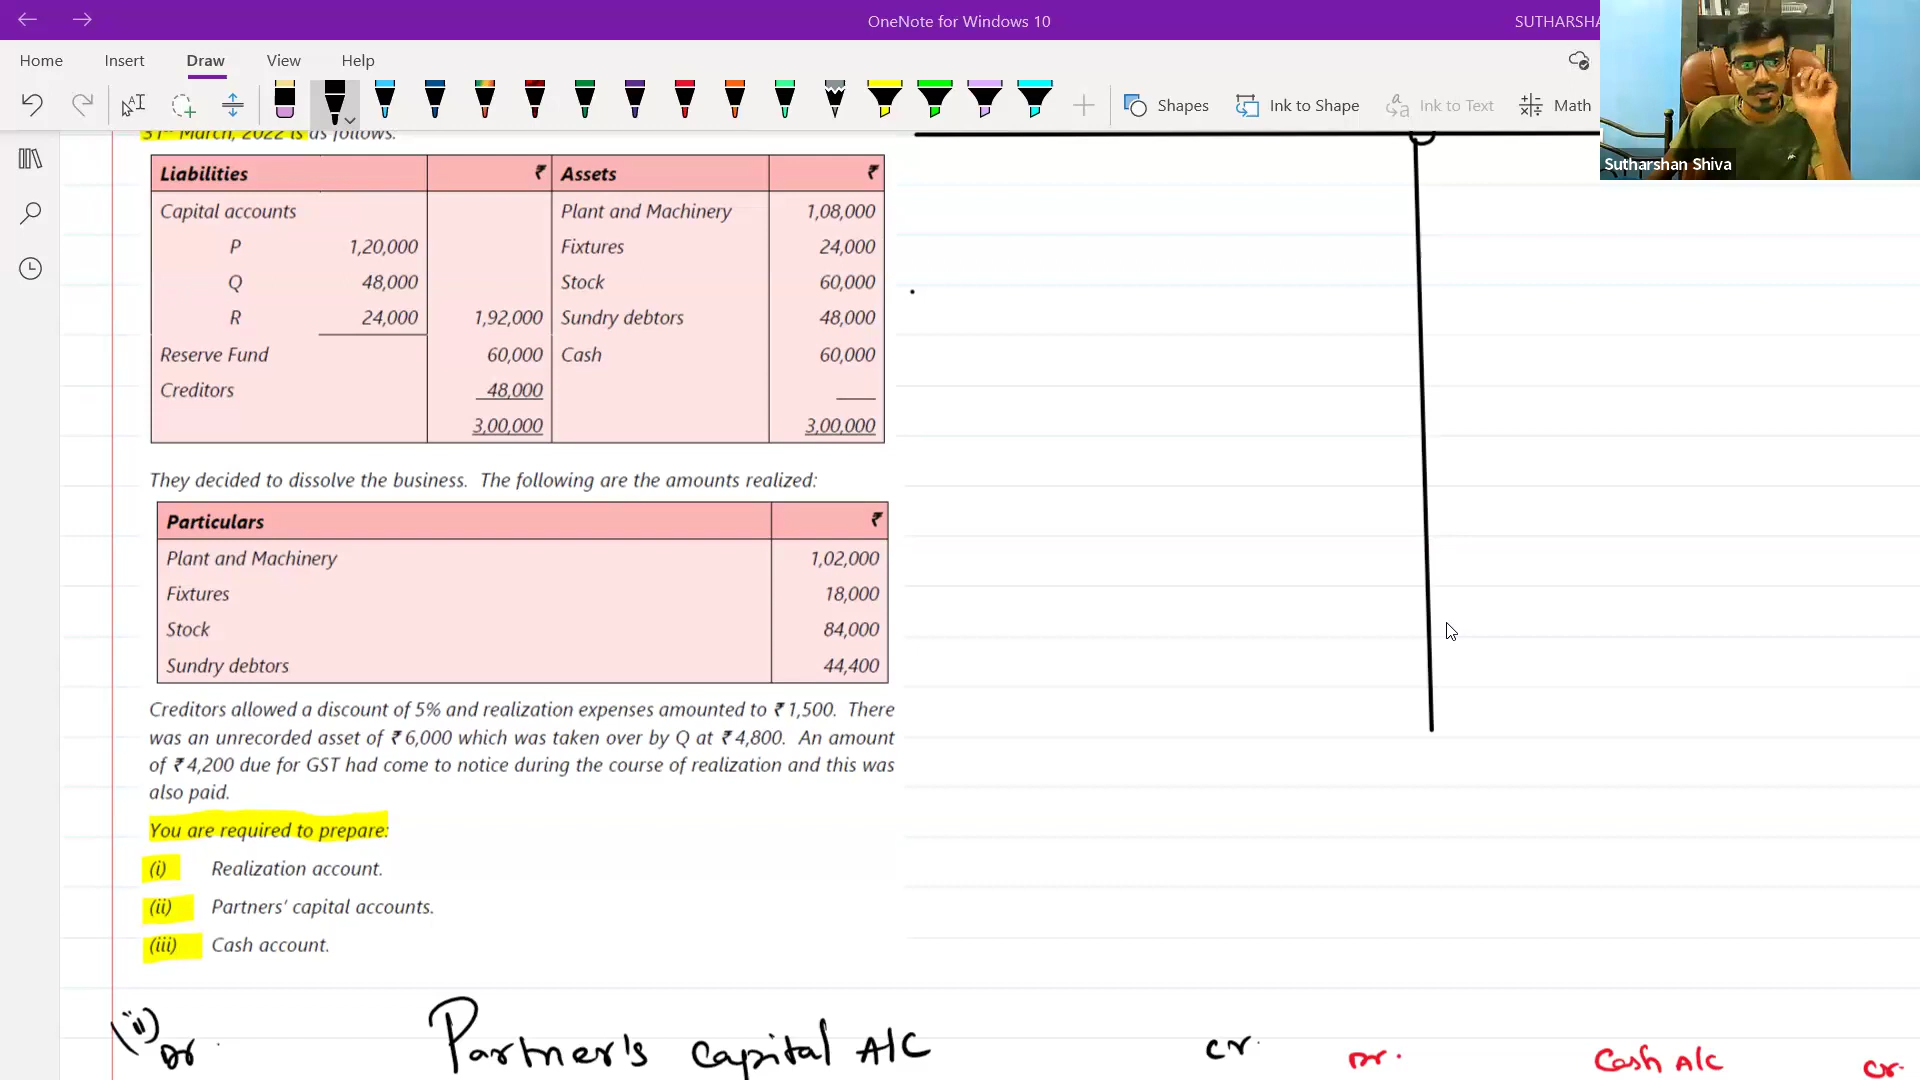 OneNote for Windows 10
SUTHARSHA
Home Insert Draw View Help
Shapes Ink to Shape Ink to Text Math
Sutharshan Shiva
31st March, 2022 is as follows.
Liabilities ₹ Assets ₹
Capital accounts Plant and Machinery 1,08,000
P 1,20,000 Fixtures 24,000
Q 48,000 Stock 60,000
R 24,000 1,92,000 Sundry debtors 48,000
Reserve Fund 60,000 Cash 60,000
Creditors 48,000
3,00,000 3,00,000
They decided to dissolve the business. The following are the amounts realized:
Particulars ₹
Plant and Machinery 1,02,000
Fixtures 18,000
Stock 84,000
Sundry debtors 44,400
Creditors allowed a discount of 5% and realization expenses amounted to ₹ 1,500. There
was an unrecorded asset of ₹ 6,000 which was taken over by Q at ₹ 4,800. An amount
of ₹ 4,200 due for GST had come to notice during the course of realization and this was
also paid.
You are required to prepare:
(i) Realization account.
(ii) Partners' capital accounts.
(iii) Cash account.
(ii) Dr Partner's capital A/C cr. Dr. Cash A/C cr.